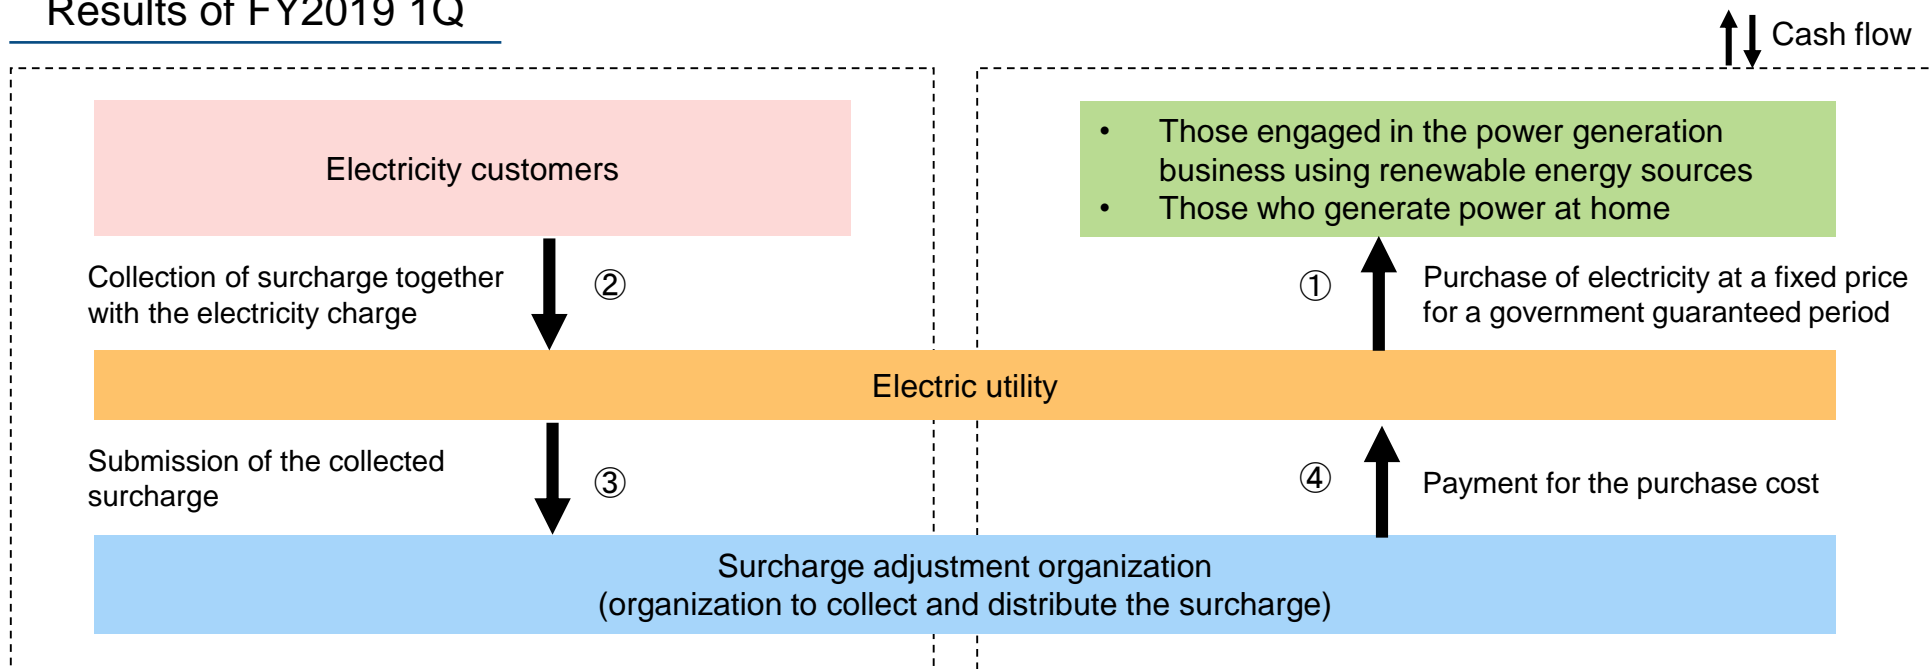 Results of FY2019 1Q
Cash flow
Electricity customers
• Those engaged in the power generation
business using renewable energy sources
• Those who generate power at home
Collection of surcharge together
with the electricity charge
②
①
Purchase of electricity at a fixed price
for a government guaranteed period
Electric utility
Submission of the collected
surcharge
③
④
Payment for the purchase cost
Surcharge adjustment organization
(organization to collect and distribute the surcharge)